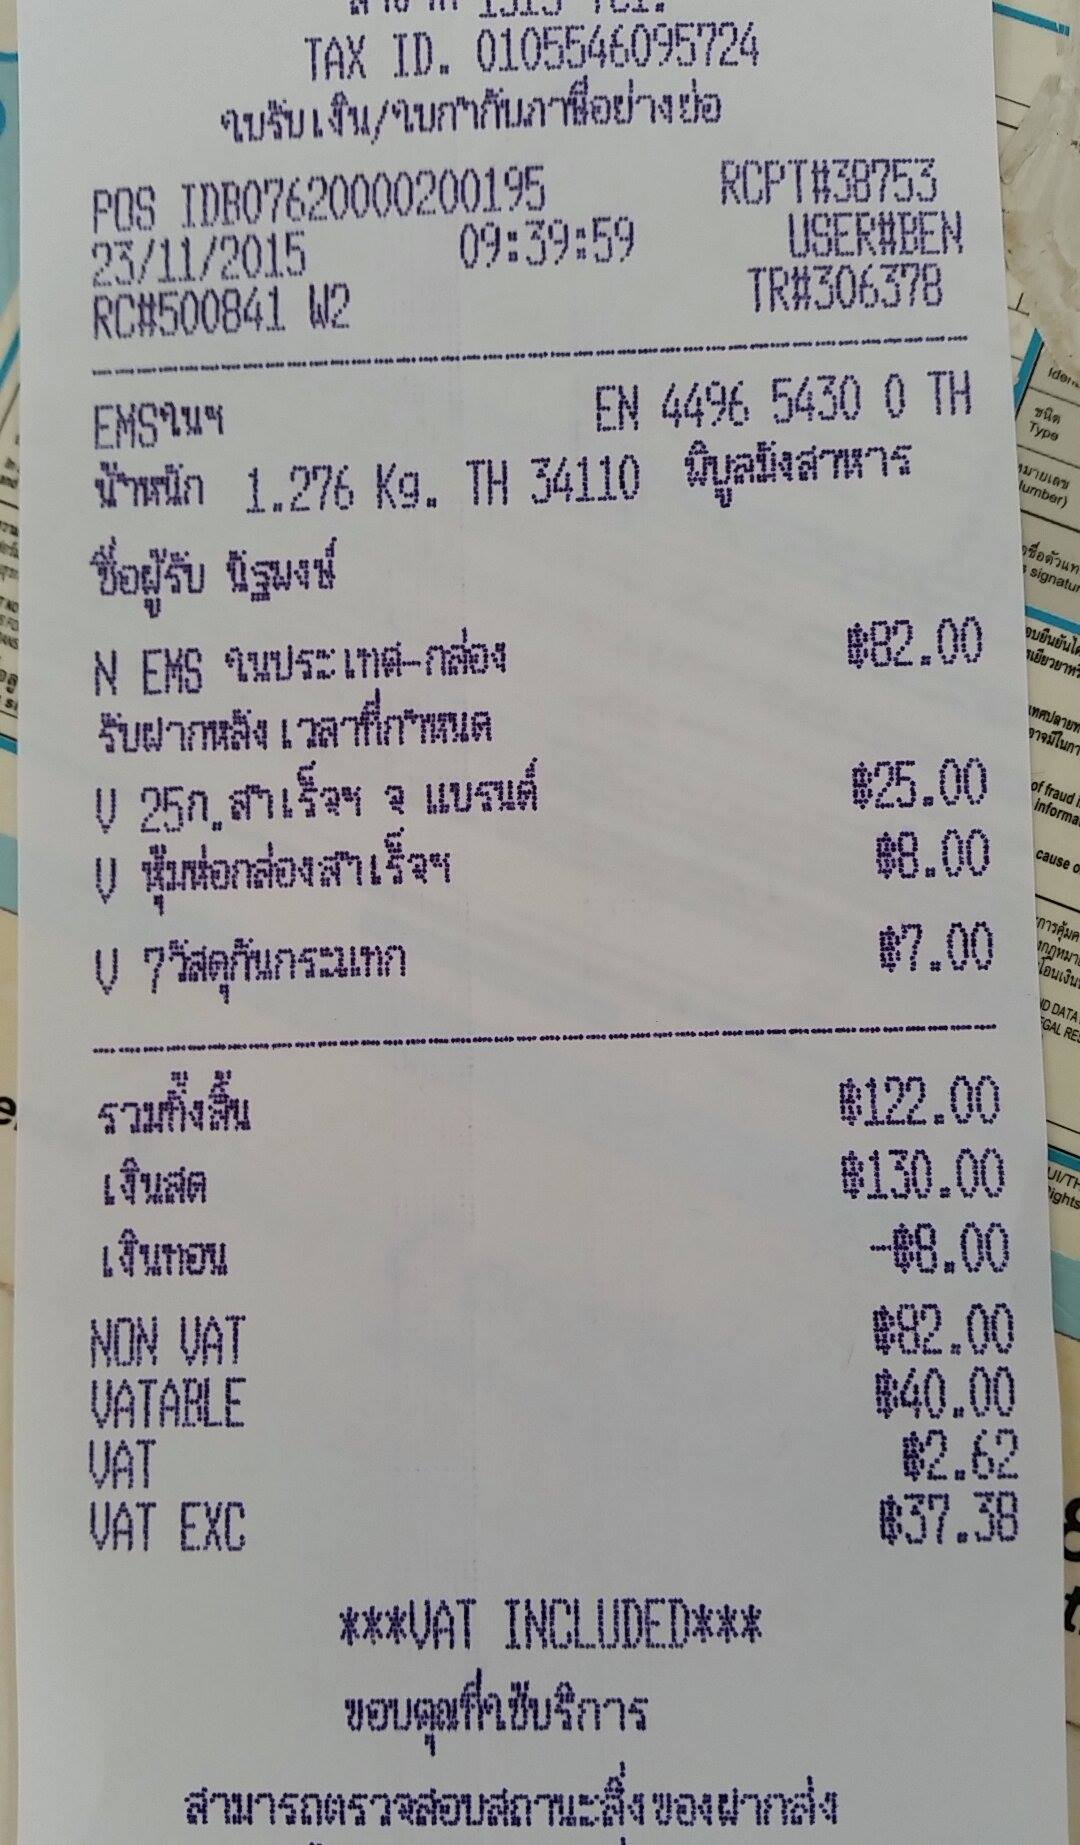 TAX ID. 0105546095724
ใบรับเงิน/ใบกำกับภาษีอย่างย่อ
POS IDB07620000200195 RCPT#38753
23/11/2015 09:39:59 USER#BEN
RC#500841 W2 TR#306378
EMSในฯ EN 4496 5430 0 TH
น้ำหนัก 1.276 Kg. TH 34110 พิบูลมังสาหาร
ชื่อผู้รับ นัฐพงษ์
N EMS ในประเทศ-กล่อง ฿82.00
รับฝากหลังเวลาที่กำหนด
V 25ก.สำเร็จฯ จ แบรนด์ ฿25.00
V หุ้มห่อกล่องสำเร็จฯ ฿8.00
V 7วัสดุกันกระแทก ฿7.00
รวมทั้งสิ้น ฿122.00
เงินสด ฿130.00
เงินทอน -฿8.00
NON VAT ฿82.00
VATABLE ฿40.00
VAT ฿2.62
VAT EXC ฿37.38
***VAT INCLUDED***
ขอบคุณที่ใช้บริการ
สามารถตรวจสอบสถานะสิ่งของฝากส่ง
ชนิด
Type